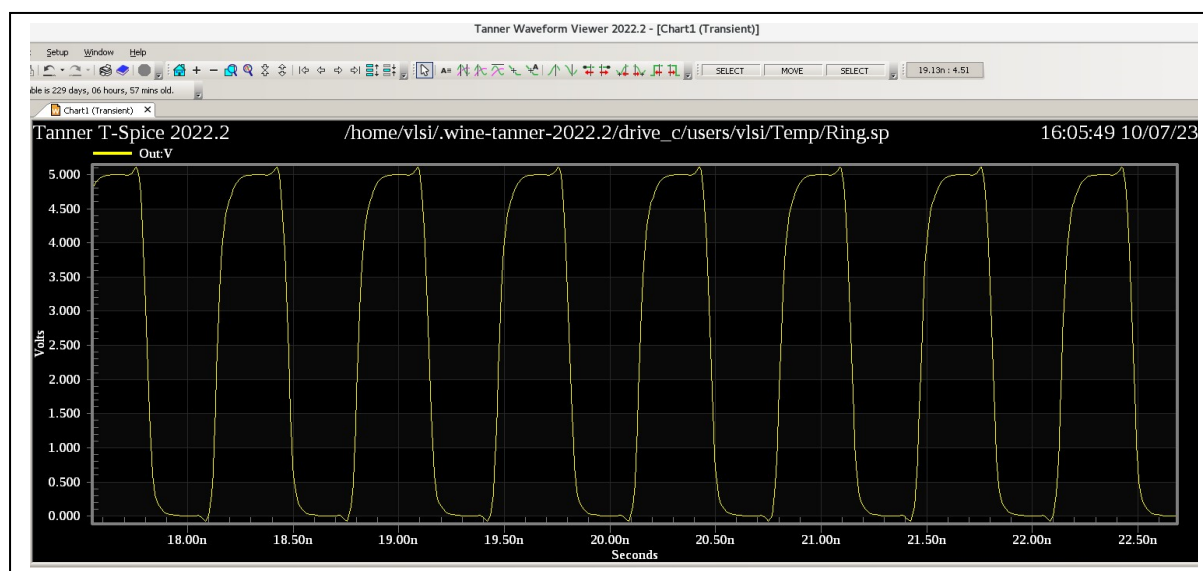 Tanner Waveform Viewer 2022.2 - [Chart1 (Transient)]
Setup Window Help
SELECT MOVE SELECT 19.13n : 4.51
ble is 229 days, 06 hours, 57 mins old.
Chart1 (Transient) X
Tanner T-Spice 2022.2 /home/vlsi/.wine-tanner-2022.2/drive_c/users/vlsi/Temp/Ring.sp 16:05:49 10/07/23
Out:V
5.000
4.500
4.000
3.500
3.000
Volts
2.500
2.000
1.500
1.000
0.500
0.000
18.00n 18.50n 19.00n 19.50n 20.00n 20.50n 21.00n 21.50n 22.00n 22.50n
Seconds